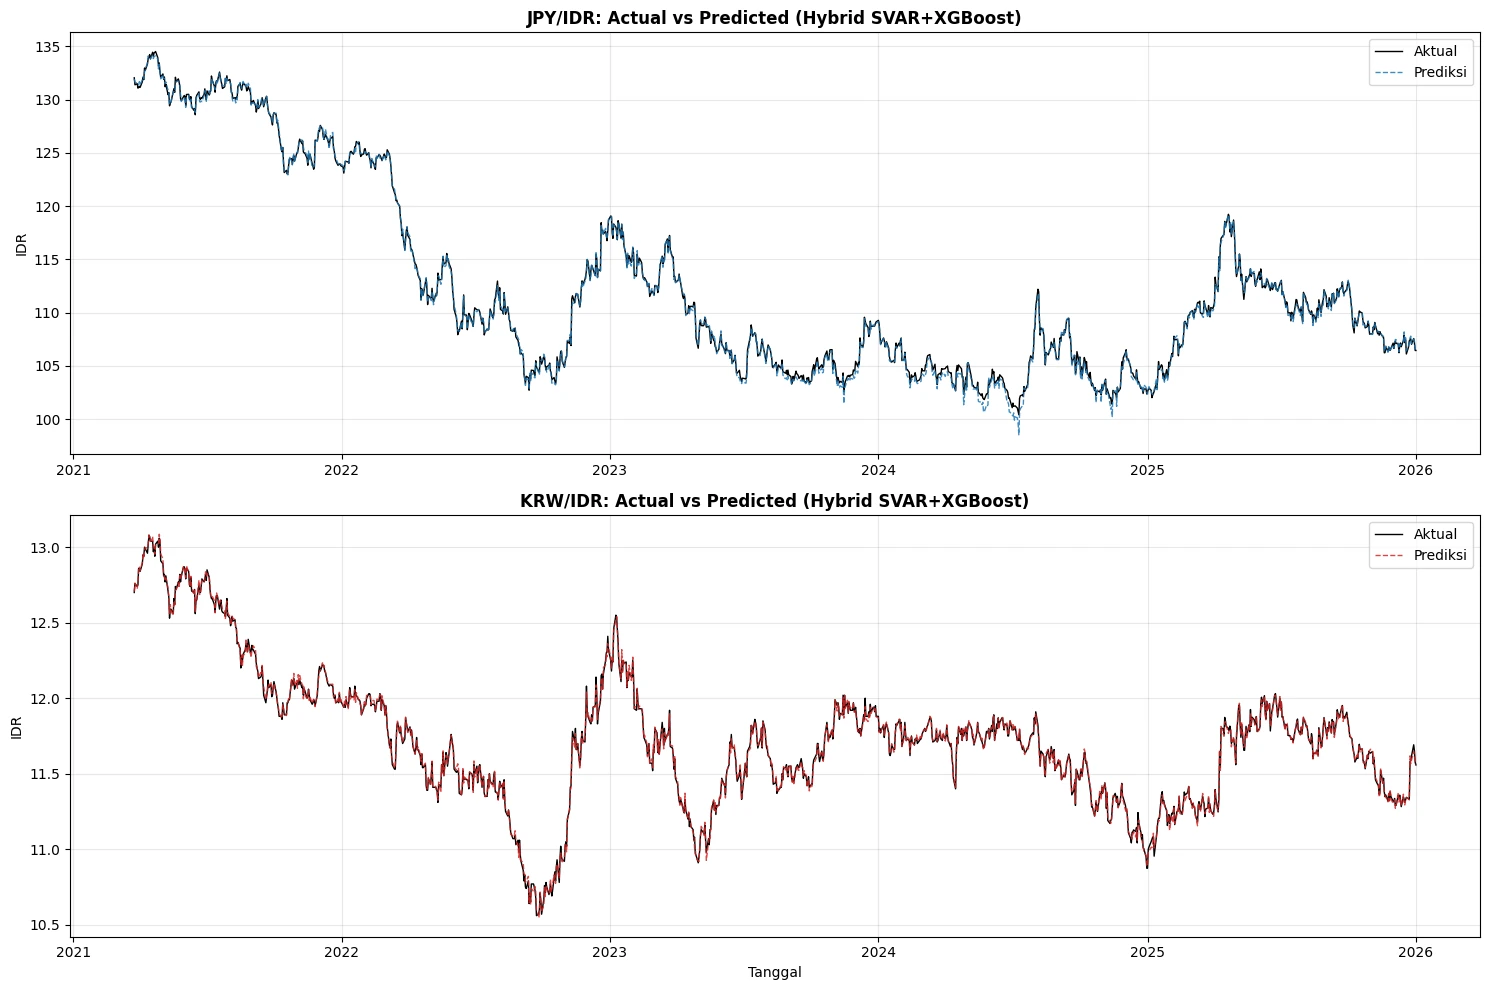 JPY/IDR: Actual vs Predicted (Hybrid SVAR+XGBoost)
135
130
125
120
115
110
105
100
IDR
Aktual
Prediksi
2021 2022 2023 2024 2025 2026
KRW/IDR: Actual vs Predicted (Hybrid SVAR+XGBoost)
13.0
12.5
12.0
11.5
11.0
10.5
IDR
Aktual
Prediksi
2021 2022 2023 2024 2025 2026
Tanggal